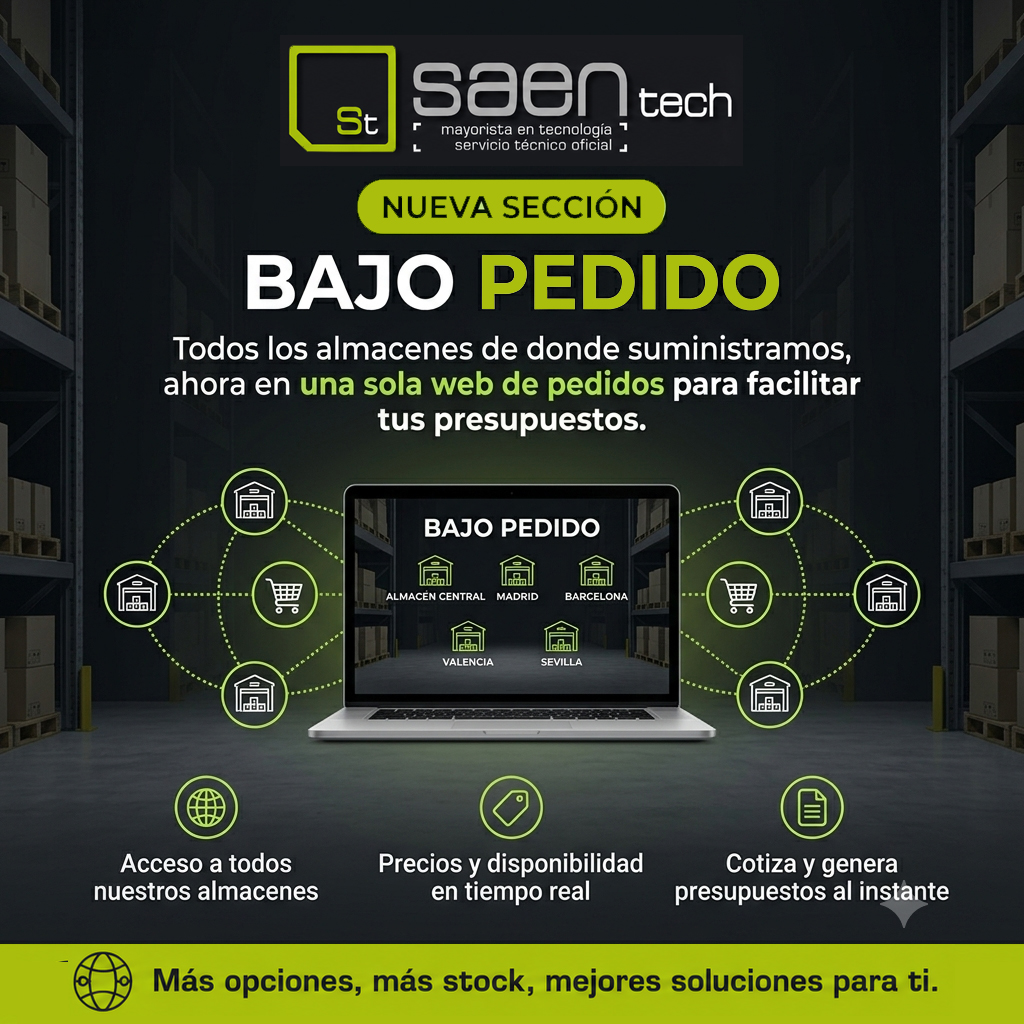 St
saen tech
mayorista en tecnología
servicio técnico oficial
NUEVA SECCIÓN
BAJO PEDIDO
Todos los almacenes de donde suministramos,
ahora en una sola web de pedidos para facilitar
tus presupuestos.
BAJO PEDIDO
ALMACÉN CENTRAL MADRID BARCELONA
VALENCIA SEVILLA
Acceso a todos
nuestros almacenes
Precios y disponibilidad
en tiempo real
Cotiza y genera
presupuestos al instante
Más opciones, más stock, mejores soluciones para ti.